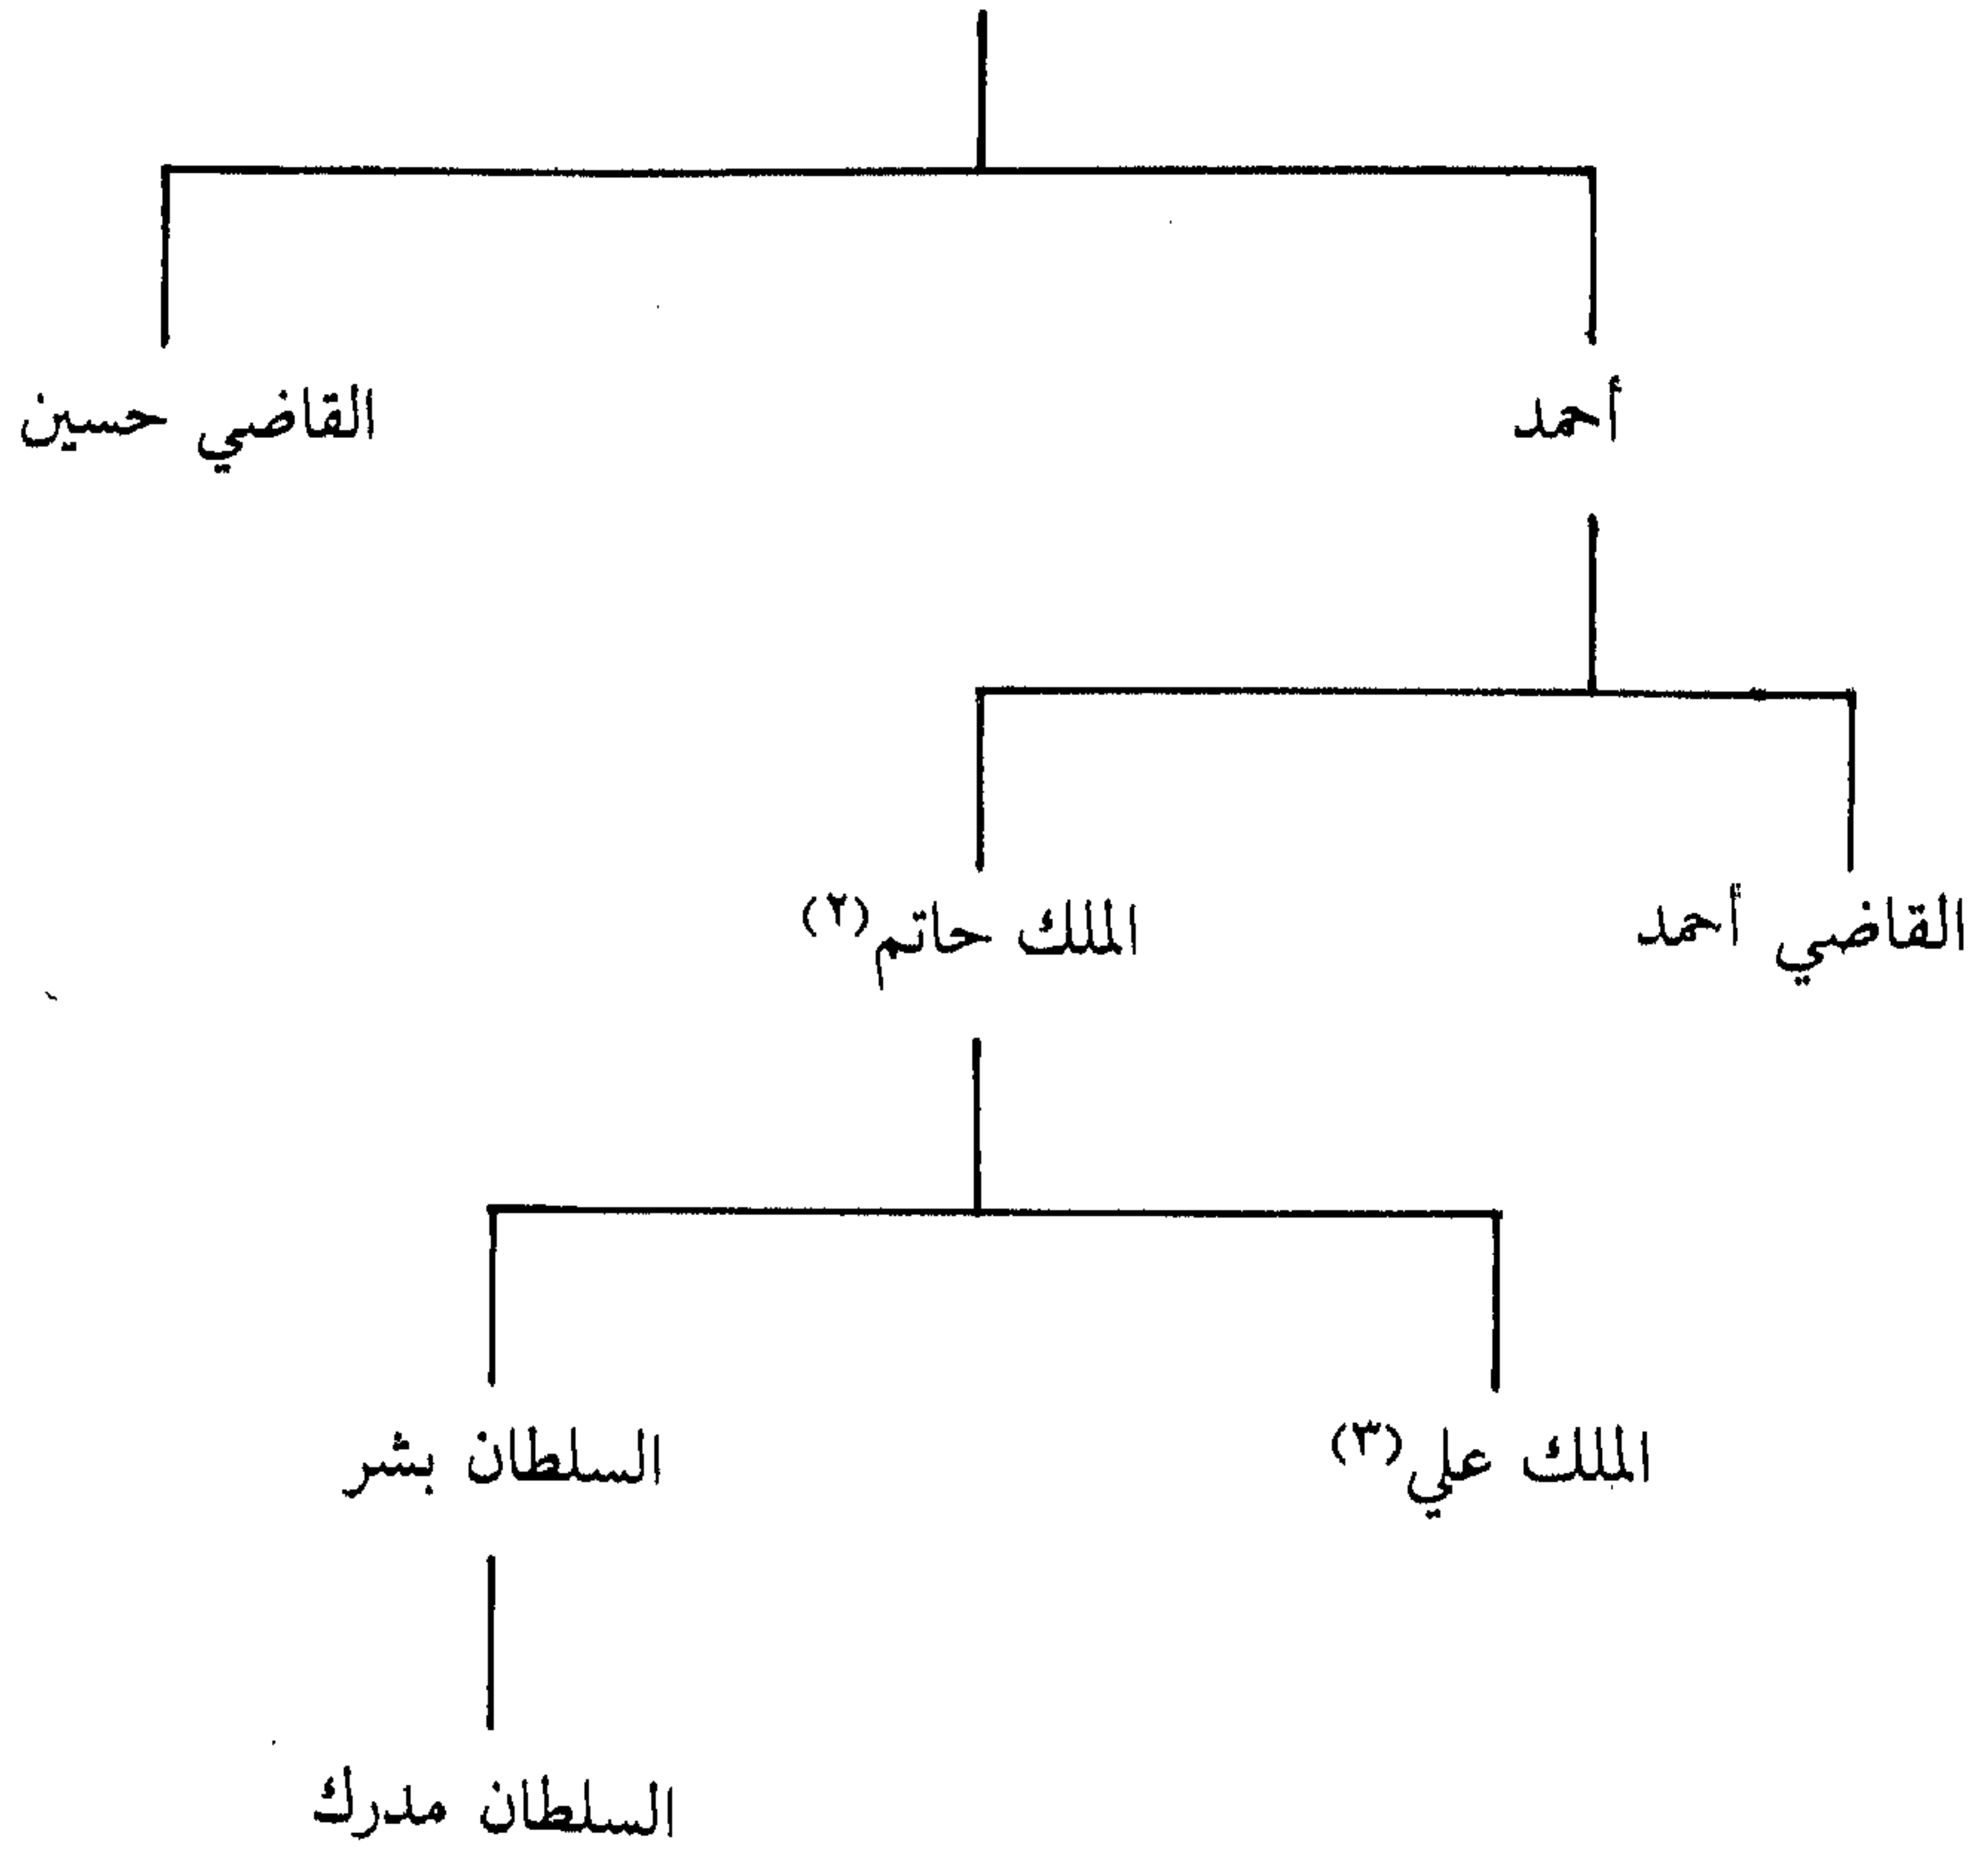 أحمد القاضي حسين
القاضي أحمد الملك حاتم(٢)
الملك علي(٣) السلطان بشر
السلطان مدرك